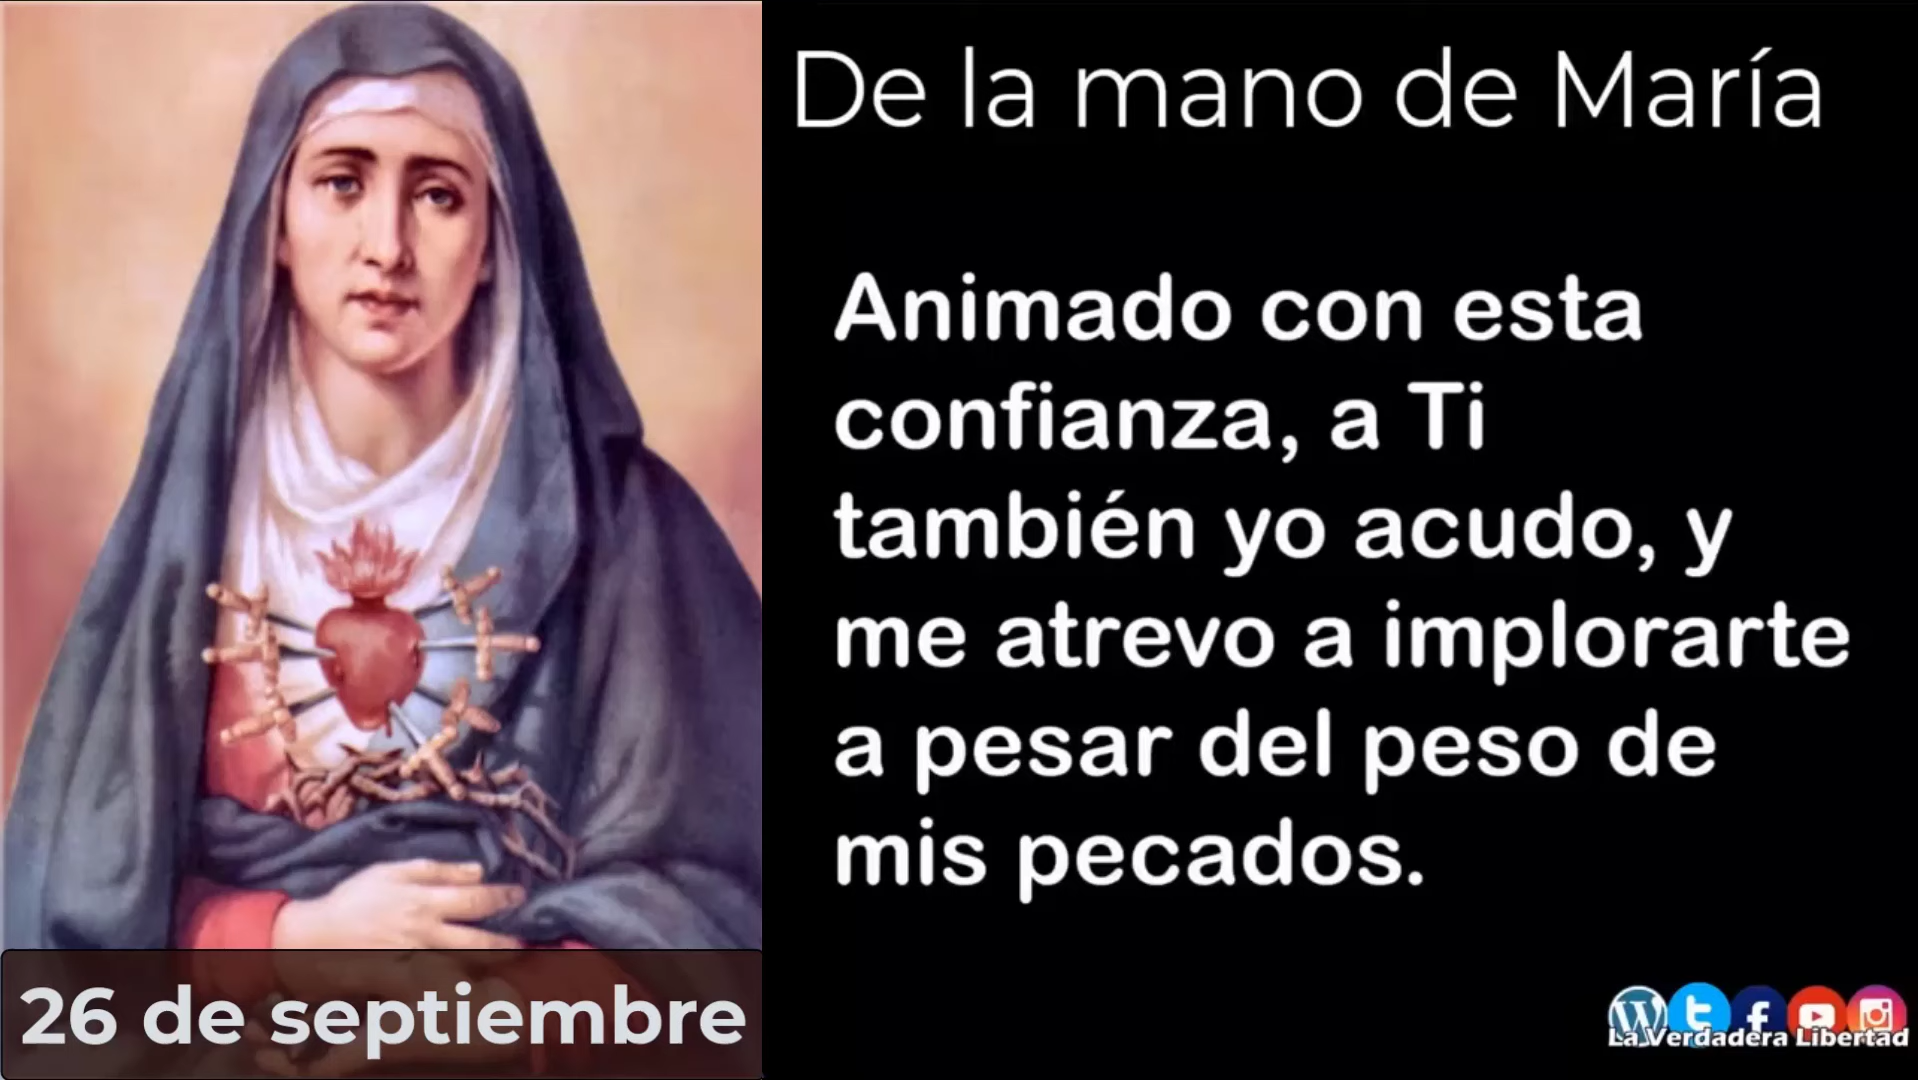 De la mano de María
Animado con esta
confianza, a Ti
también yo acudo, y
me atrevo a implorarte
a pesar del peso de
mis pecados.
26 de septiembre
La Verdadera Libertad